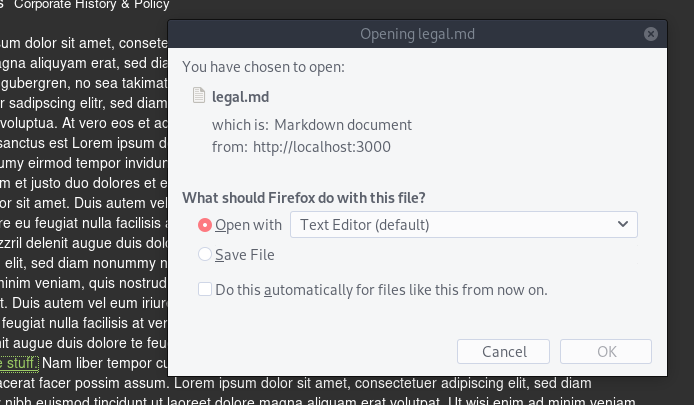 Corporate History & Policy
Opening legal.md
You have chosen to open:
legal.md
which is: Markdown document
from: http://localhost:3000
What should Firefox do with this file?
Open with Text Editor (default)
Save File
Do this automatically for files like this from now on.
Cancel OK
sum dolor sit amet, consete
agna aliquyam erat, sed dia
gubergren, no sea takimat
r sadipscing elitr, sed diam
voluptua. At vero eos et ac
sanctus est Lorem ipsum d
umy eirmod tempor invidun
m et justo duo dolores et e
or sit amet. Duis autem vel
re eu feugiat nulla facilisis a
zzril delenit augue duis dolo
elit, sed diam nonummy n
minim veniam, quis nostrud
t. Duis autem vel eum iriure
feugiat nulla facilisis at ver
nit augue duis dolore te feu
e stuff. Nam liber tempor cu
acerat facer possim assum. Lorem ipsum dolor sit amet, consectetuer adipiscing elit, sed diam
nibh euismod tincidunt ut laoreet dolore magna aliquam erat volutpat. Ut wisi enim ad minim veniam